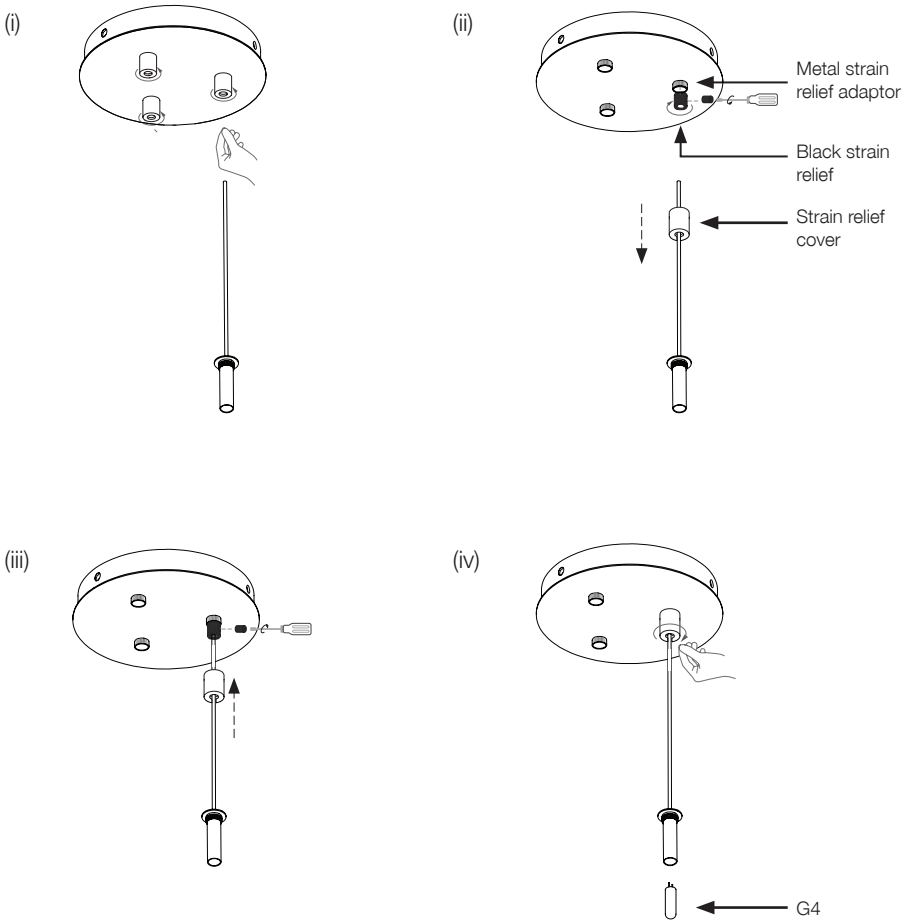 (i)
(ii)
Metal strain
relief adaptor
Black strain
relief
Strain relief
cover
(iii)
(iv)
G4